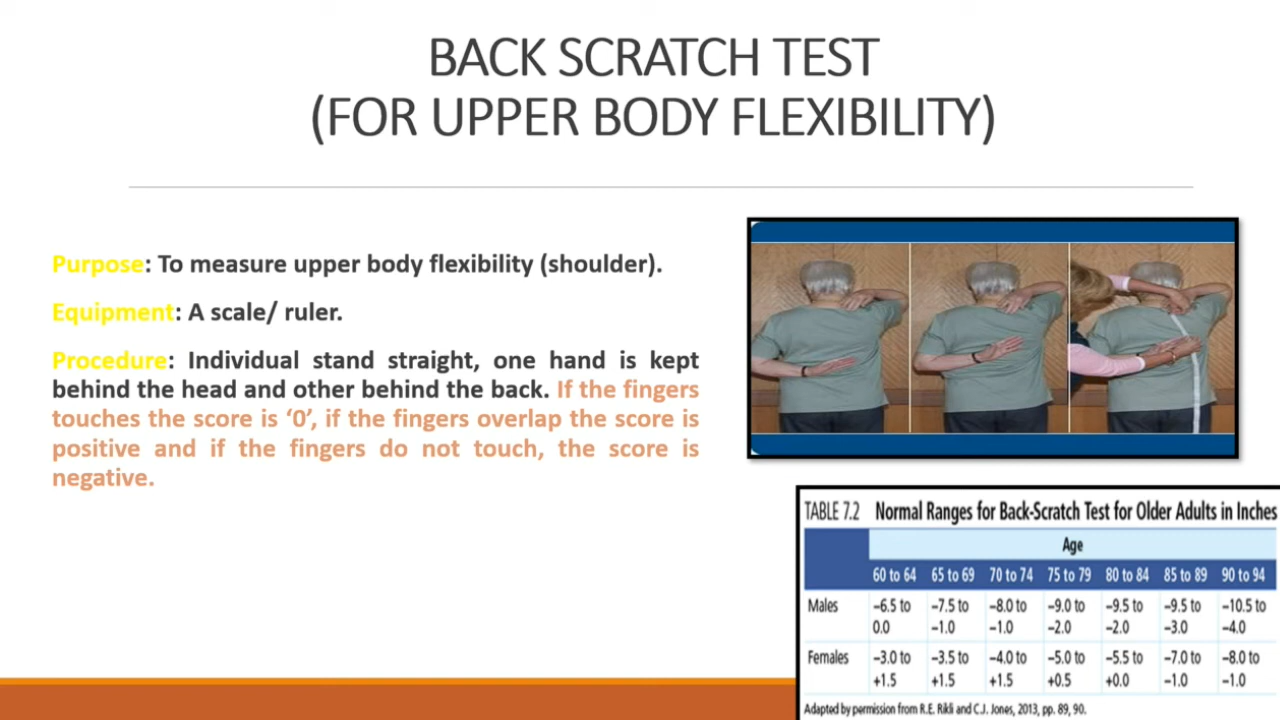 BACK SCRATCH TEST
(FOR UPPER BODY FLEXIBILITY)
Purpose: To measure upper body flexibility (shoulder).
Equipment: A scale/ ruler.
Procedure: Individual stand straight, one hand is kept
behind the head and other behind the back. If the fingers
touches the score is ‘0’, if the fingers overlap the score is
positive and if the fingers do not touch, the score is
negative.
TABLE 7.2 Normal Ranges for Back-Scratch Test for Older Adults in Inches
Age
60 to 64 65 to 69 70 to 74 75 to 79 80 to 84 85 to 89 90 to 94
Males –6.5 to –7.5 to –8.0 to –9.0 to –9.5 to –9.5 to –10.5 to
0.0 –1.0 –1.0 –2.0 –2.0 –3.0 –4.0
Females –3.0 to –3.5 to –4.0 to –5.0 to –5.5 to –7.0 to –8.0 to
+1.5 +1.5 +1.5 +0.5 +0.0 –1.0 –1.0
Adapted by permission from R.E. Rikli and C.J. Jones, 2013, pp. 89, 90.